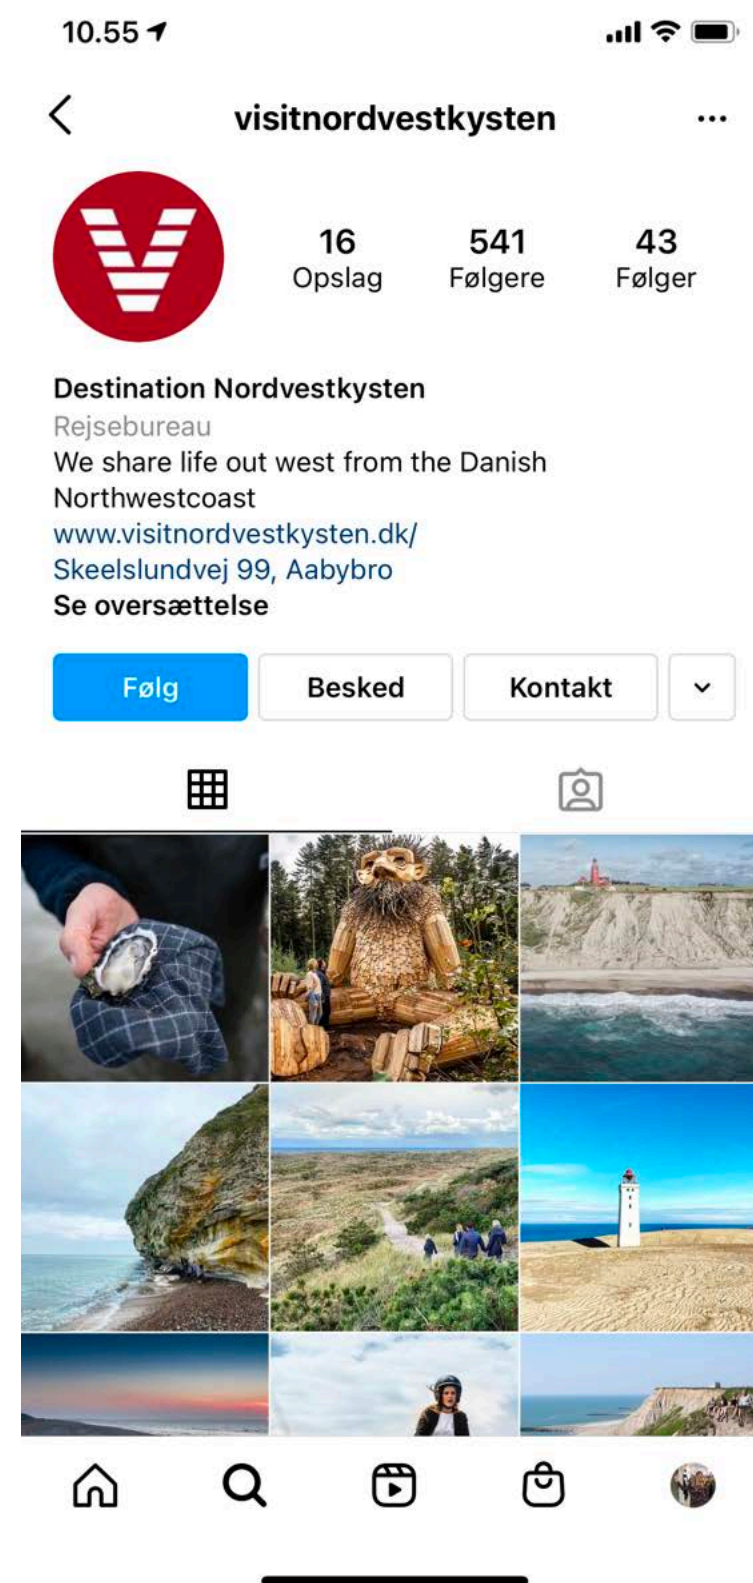 10.55
visitnordvestkysten
16 541 43
Opslag Følgere Følger
Destination Nordvestkysten
Rejsebureau
We share life out west from the Danish
Northwestcoast
www.visitnordvestkysten.dk/
Skeelslundvej 99, Aabybro
Se oversættelse
Følg Besked Kontakt